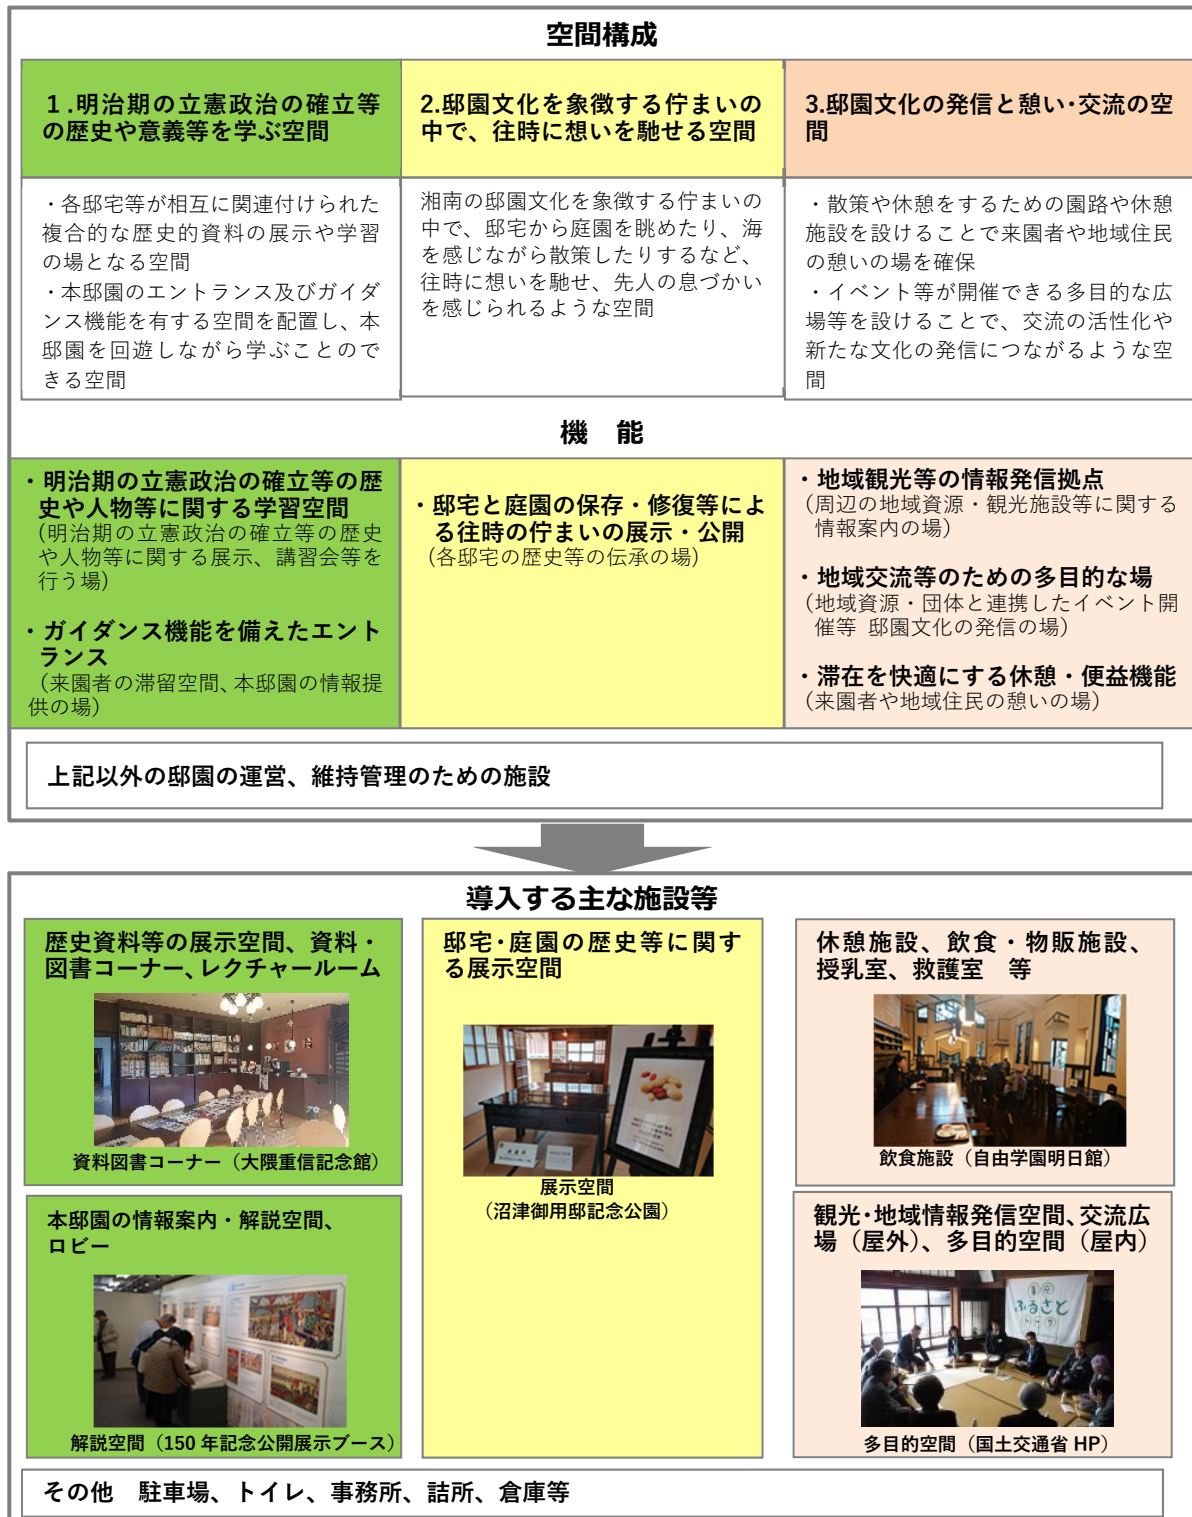 空間構成
１.明治期の立憲政治の確立等
の歴史や意義等を学ぶ空間
2.邸園文化を象徴する佇まいの
中で、往時に想いを馳せる空間
3.邸園文化の発信と憩い・交流の空
間
・各邸宅等が相互に関連付けられた
複合的な歴史的資料の展示や学習
の場となる空間
・本邸園のエントランス及びガイダ
ンス機能を有する空間を配置し、本
邸園を回遊しながら学ぶことので
きる空間
湘南の邸園文化を象徴する佇まいの
中で、邸宅から庭園を眺めたり、海
を感じながら散策したりするなど、
往時に想いを馳せ、先人の息づかい
を感じられるような空間
・散策や休憩をするための園路や休憩
施設を設けることで来園者や地域住民
の憩いの場を確保
・イベント等が開催できる多目的な広
場等を設けることで、交流の活性化や
新たな文化の発信につながるような空
間
機　能
・明治期の立憲政治の確立等の歴
史や人物等に関する学習空間
(明治期の立憲政治の確立等の歴史
や人物等に関する展示、講習会等を
行う場)
・ガイダンス機能を備えたエント
ランス
（来園者の滞留空間、本邸園の情報提
供の場)
・邸宅と庭園の保存・修復等によ
る往時の佇まいの展示・公開
(各邸宅の歴史等の伝承の場)
・地域観光等の情報発信拠点
(周辺の地域資源・観光施設等に関する
情報案内の場)
・地域交流等のための多目的な場
(地域資源・団体と連携したイベント開
催等 邸園文化の発信の場)
・滞在を快適にする休憩・便益機能
(来園者や地域住民の憩いの場)
上記以外の邸園の運営、維持管理のための施設
導入する主な施設等
歴史資料等の展示空間、資料・
図書コーナー、レクチャールーム
資料図書コーナー（大隈重信記念館）
本邸園の情報案内・解説空間、
ロビー
解説空間（150 年記念公開展示ブース）
邸宅・庭園の歴史等に関す
る展示空間
展示空間
（沼津御用邸記念公園）
休憩施設、飲食・物販施設、
授乳室、救護室　等
飲食施設（自由学園明日館）
観光・地域情報発信空間、交流広
場（屋外）、多目的空間（屋内）
ふるさと
多目的空間（国土交通省 HP）
その他　駐車場、トイレ、事務所、詰所、倉庫等